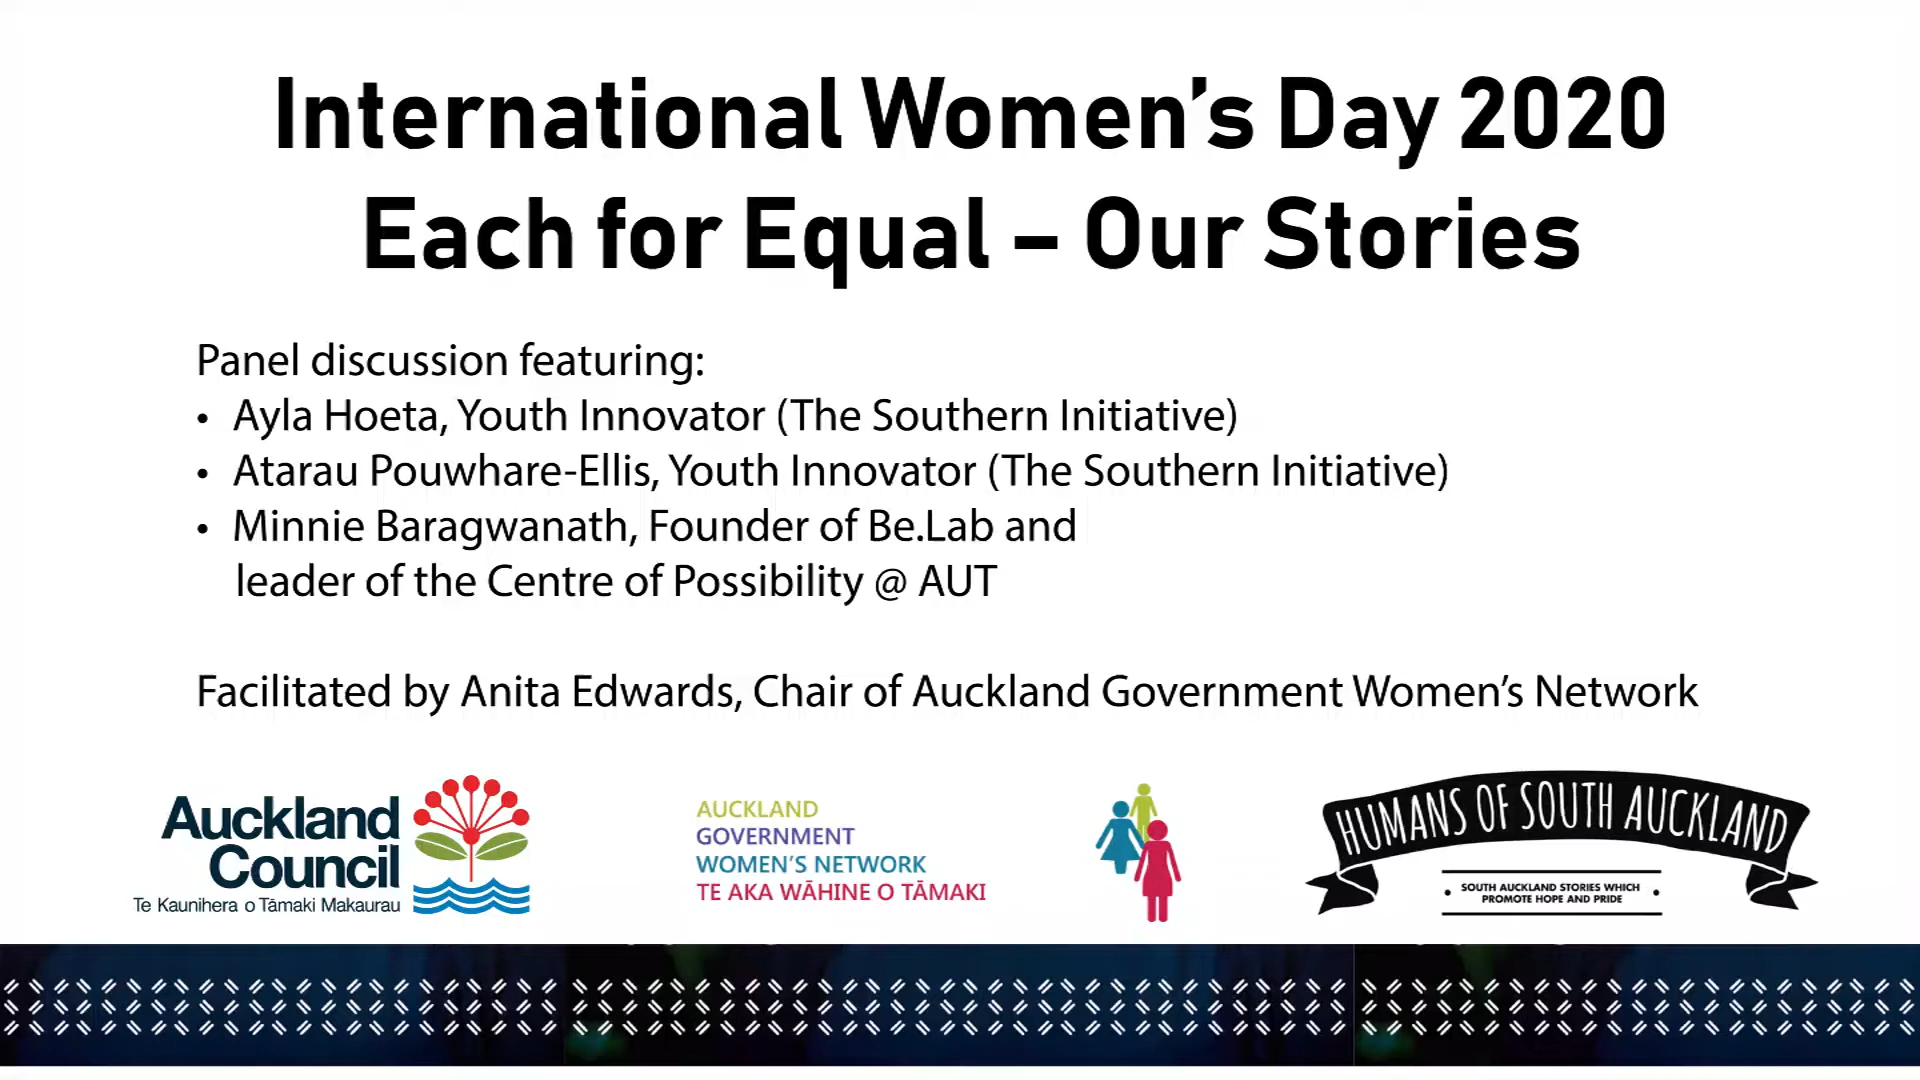 International Women’s Day 2020
Each for Equal – Our Stories
Panel discussion featuring:
• Ayla Hoeta, Youth Innovator (The Southern Initiative)
• Atarau Pouwhare-Ellis, Youth Innovator (The Southern Initiative)
• Minnie Baragwanath, Founder of Be.Lab and
leader of the Centre of Possibility @ AUT
Facilitated by Anita Edwards, Chair of Auckland Government Women’s Network
Auckland
Council
Te Kaunihera o Tāmaki Makaurau
AUCKLAND
GOVERNMENT
WOMEN’S NETWORK
TE AKA WĀHINE O TĀMAKI
HUMANS OF SOUTH AUCKLAND
• SOUTH AUCKLAND STORIES WHICH •
PROMOTE HOPE AND PRIDE